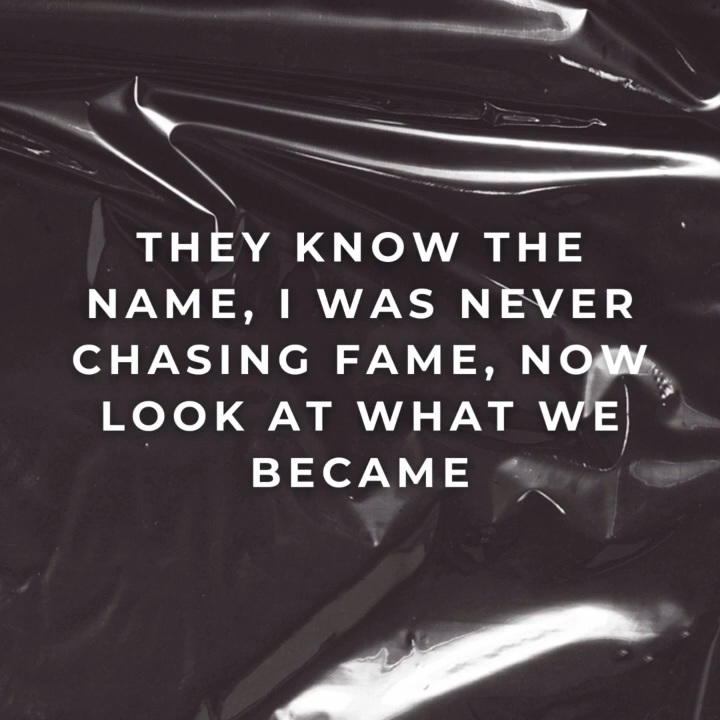 THEY KNOW THE
NAME, I WAS NEVER
CHASING FAME, NOW
LOOK AT WHAT WE
BECAME